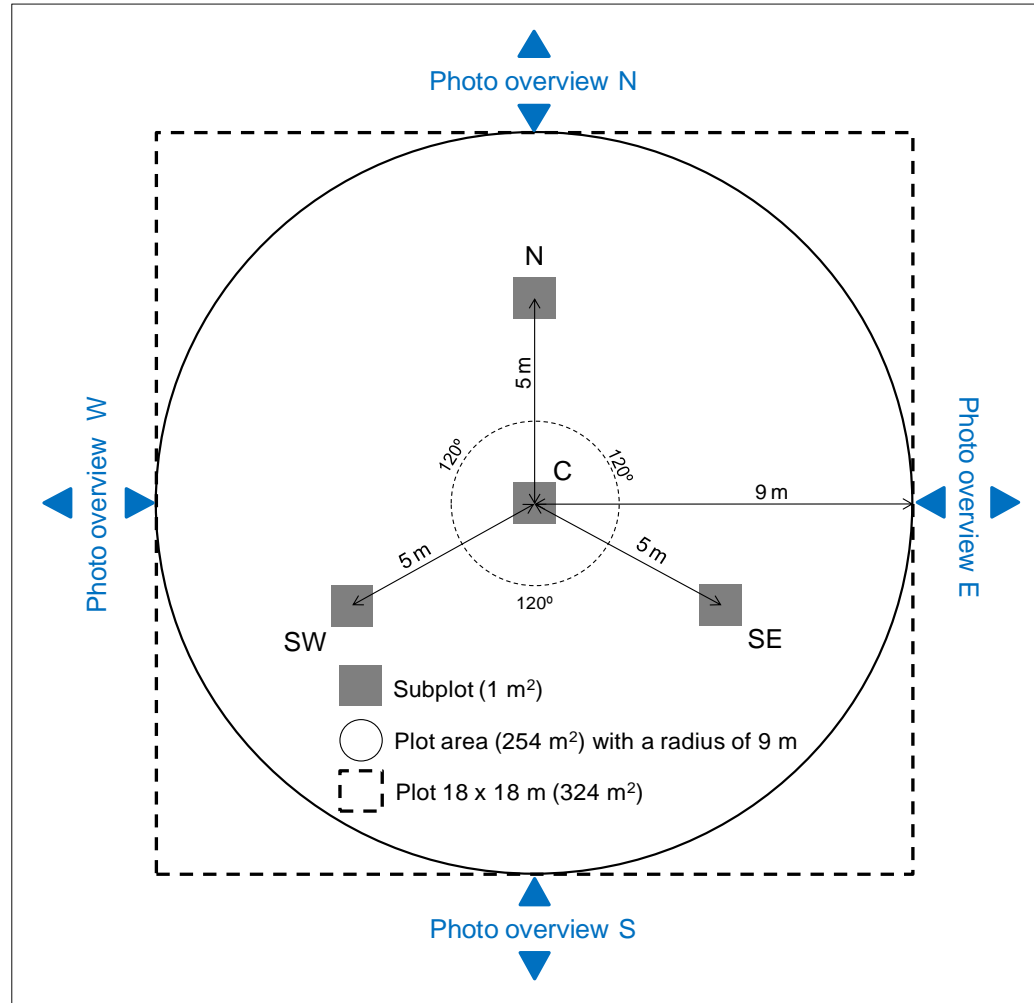 Photo overview N
N
5 m
120º
120º
C
9 m
Photo overview W
Photo overview E
5 m
5 m
120º
SW
SE
Subplot (1 m²)
Plot area (254 m²) with a radius of 9 m
Plot 18 x 18 m (324 m²)
Photo overview S